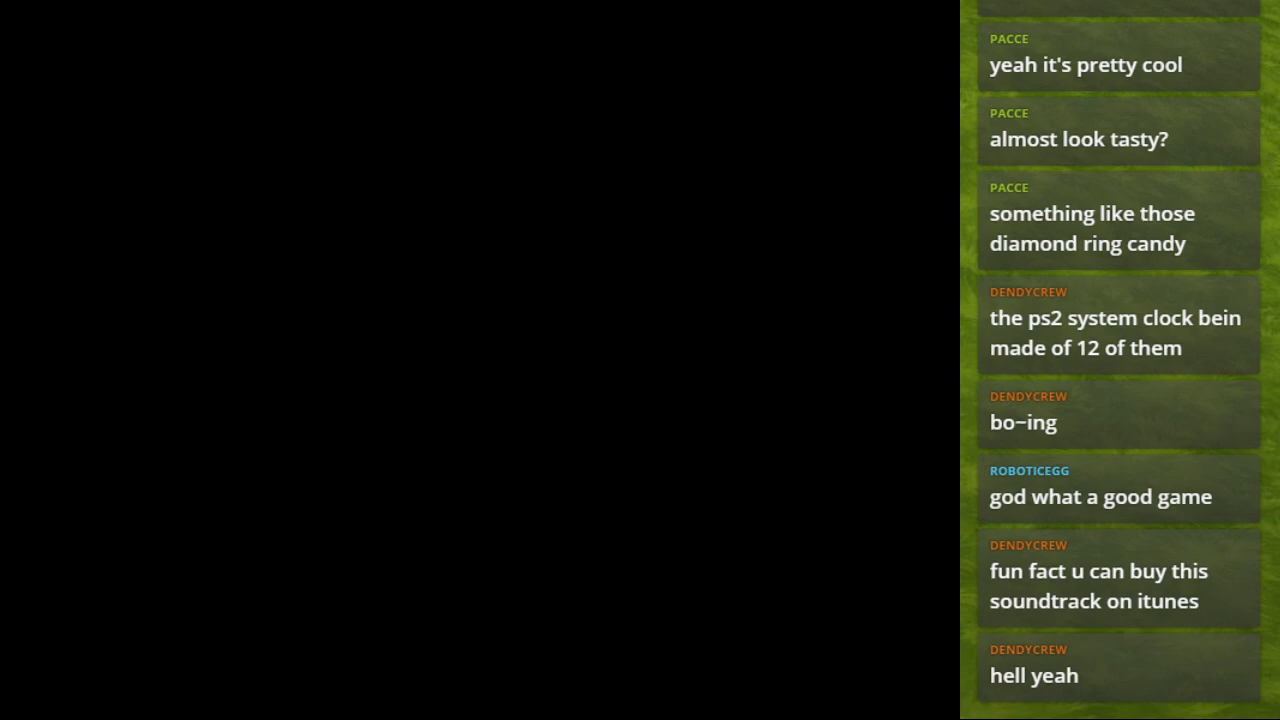 PACCE
yeah it's pretty cool
PACCE
almost look tasty?
PACCE
something like those
diamond ring candy
DENDYCREW
the ps2 system clock bein
made of 12 of them
DENDYCREW
bo~ing
ROBOTICEGG
god what a good game
DENDYCREW
fun fact u can buy this
soundtrack on itunes
DENDYCREW
hell yeah